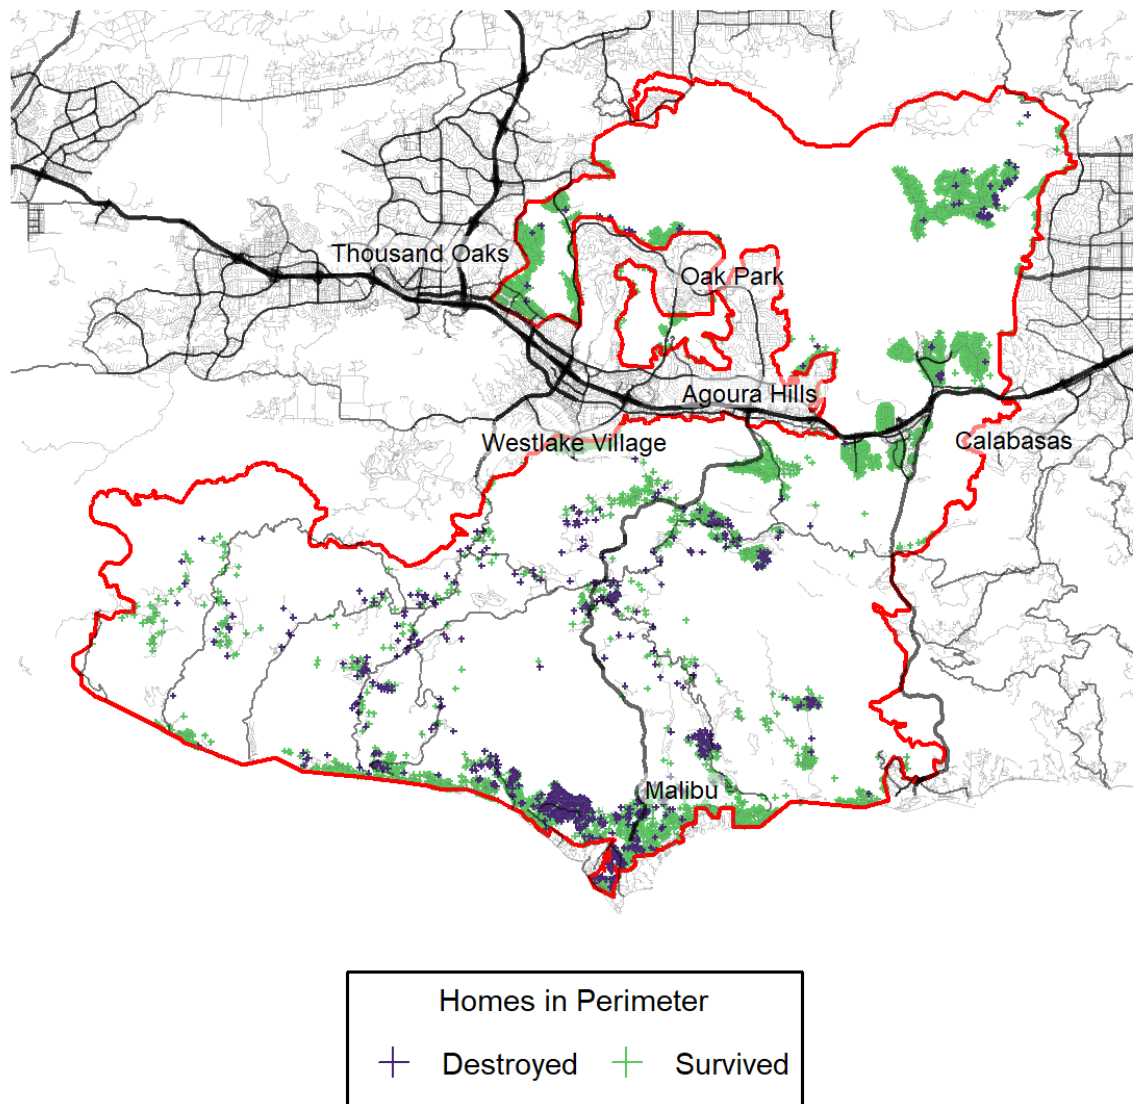 Thousand Oaks
Oak Park
Agoura Hills
Westlake Village
Calabasas
Malibu
Homes in Perimeter
Destroyed
Survived